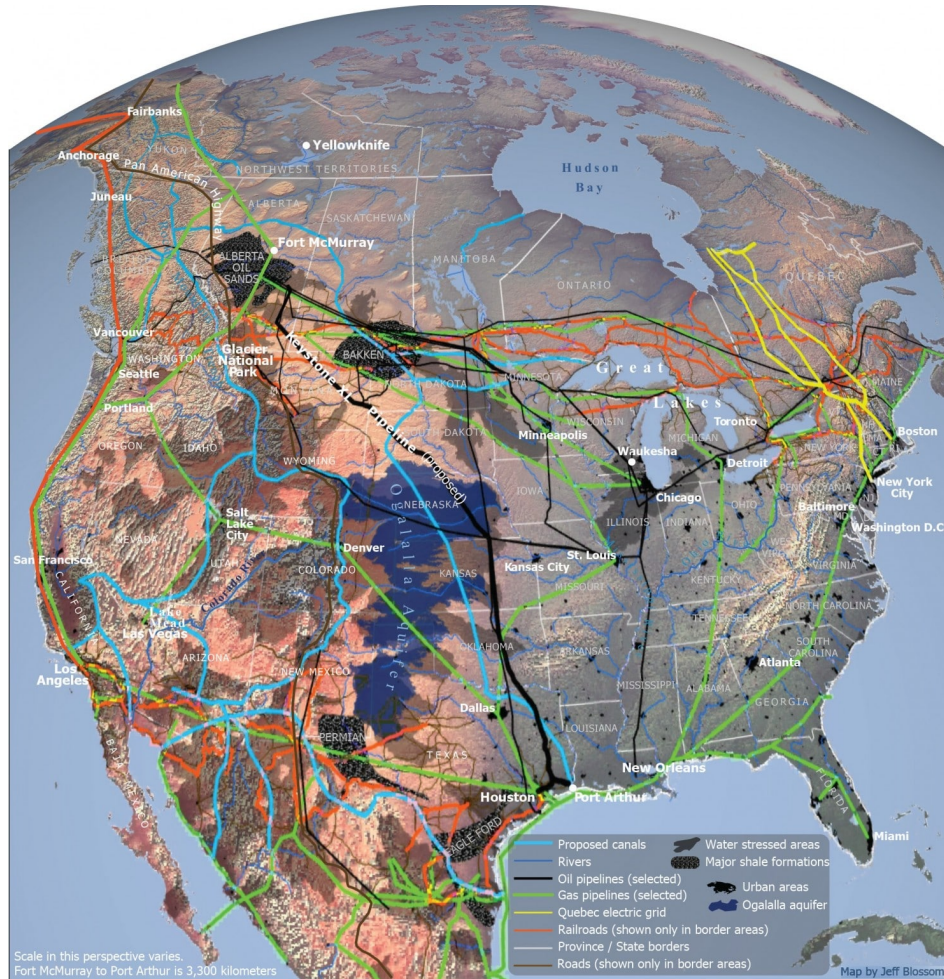 Fairbanks
Yellowknife
YUKON
NORTHWEST TERRITORIES
Anchorage
Pan American Highway
Juneau
Hudson
Bay
ALBERTA
SASKATCHEWAN
Fort McMurray
BRITISH
COLUMBIA
ALBERTA
OIL
SANDS
MANITOBA
ONTARIO
QUEBEC
Vancouver
WASHINGTON
Seattle
Glacier
National
Park
Keystone XL Pipeline (proposed)
BAKKEN
NORTH DAKOTA
MINNESOTA
Great
Lakes
MAINE
Portland
OREGON
IDAHO
SOUTH DAKOTA
WISCONSIN
Minneapolis
MICHIGAN
Toronto
VT
NH
MA
Boston
NEW YORK
WYOMING
Waukesha
Detroit
New York
City
Chicago
PENNSYLVANIA
NJ
Ogalalla Aquifer
NEBRASKA
IOWA
ILLINOIS
INDIANA
OHIO
Baltimore
Washington D.C.
Salt
Lake
City
NEVADA
UTAH
Denver
COLORADO
Colorado
San Francisco
CALIFORNIA
KANSAS
Kansas City
St. Louis
MISSOURI
WEST
VIRGINIA
VIRGINIA
KENTUCKY
Lake
Mead
Las Vegas
NORTH CAROLINA
TENNESSEE
Los
Angeles
ARIZONA
NEW MEXICO
OKLAHOMA
ARKANSAS
SOUTH
CAROLINA
Atlanta
MISSISSIPPI
ALABAMA
GEORGIA
Dallas
LOUISIANA
PERMIAN
TEXAS
BAJA
MEXICO
New Orleans
Houston
Port Arthur
FLORIDA
EAGLE FORD
Miami
Proposed canals
Rivers
Oil pipelines (selected)
Gas pipelines (selected)
Quebec electric grid
Railroads (shown only in border areas)
Province / State borders
Roads (shown only in border areas)
Water stressed areas
Major shale formations
Urban areas
Ogalalla aquifer
Scale in this perspective varies.
Fort McMurray to Port Arthur is 3,300 kilometers
Map by Jeff Blossom